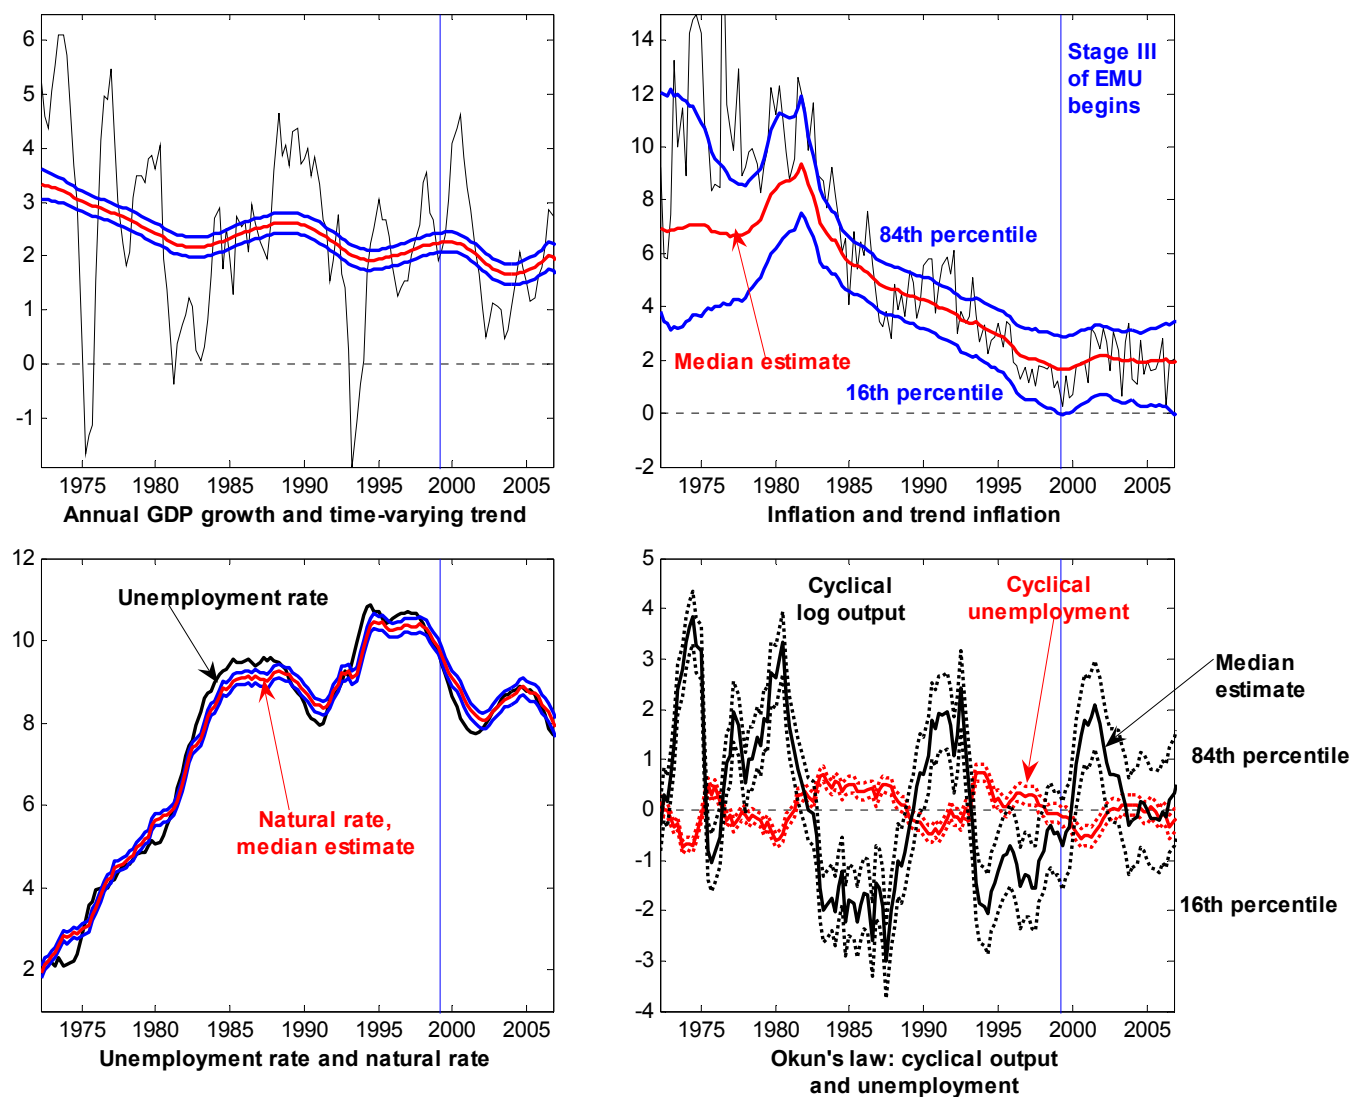 6
5
4
3
2
1
0
-1
1975 1980 1985 1990 1995 2000 2005
Annual GDP growth and time-varying trend
14
12
10
8
6
4
2
0
-2
Stage III
of EMU
begins
84th percentile
Median estimate
16th percentile
1975 1980 1985 1990 1995 2000 2005
Inflation and trend inflation
12
10
8
6
4
2
Unemployment rate
Natural rate,
median estimate
1975 1980 1985 1990 1995 2000 2005
Unemployment rate and natural rate
5
4
3
2
1
0
-1
-2
-3
-4
Cyclical
log output
Cyclical
unemployment
Median
estimate
84th percentile
16th percentile
1975 1980 1985 1990 1995 2000 2005
Okun's law: cyclical output
and unemployment